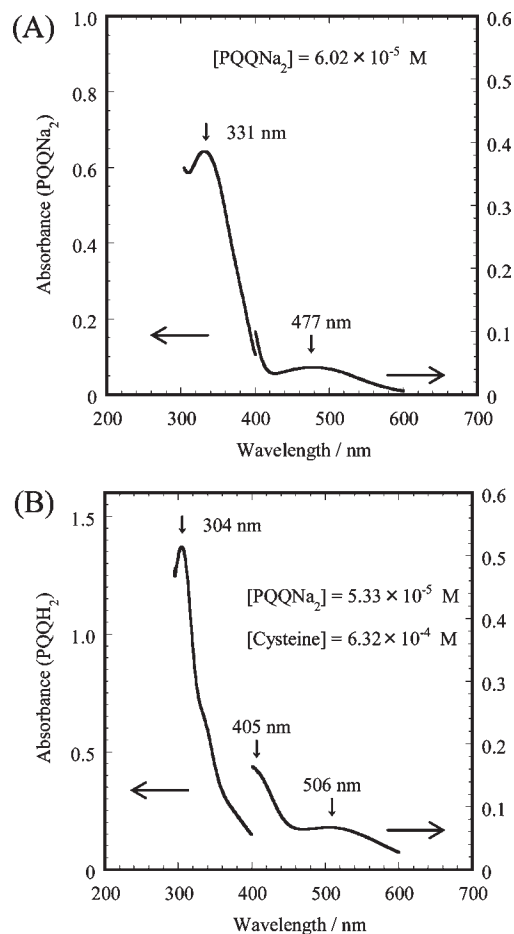 (A)
1.0
0.6
[PQQNa₂] = 6.02 × 10⁻⁵ M
0.8
0.5
331 nm
0.6
0.4
0.3
0.4
0.2
477 nm
0.2
0.1
0
0
200 300 400 500 600 700
Absorbance (PQQNa₂)
Wavelength / nm
(B)
1.5
0.6
304 nm
0.5
[PQQNa₂] = 5.33 × 10⁻⁵ M
[Cysteine] = 6.32 × 10⁻⁴ M
1.0
0.4
0.3
405 nm
0.5
506 nm
0.2
0.1
0
0
200 300 400 500 600 700
Absorbance (PQQH₂)
Wavelength / nm